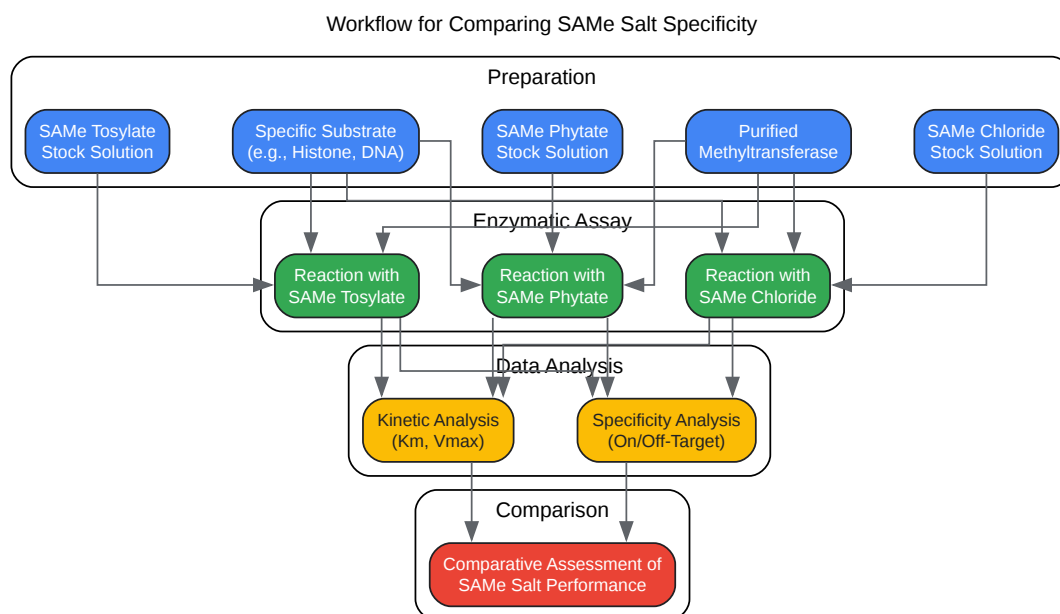 Workflow for Comparing SAMe Salt Specificity
Preparation
SAMe Tosylate
Stock Solution
Specific Substrate
(e.g., Histone, DNA)
SAMe Phytate
Stock Solution
Purified
Methyltransferase
SAMe Chloride
Stock Solution
Enzymatic Assay
Reaction with
SAMe Tosylate
Reaction with
SAMe Phytate
Reaction with
SAMe Chloride
Data Analysis
Kinetic Analysis
(Km, Vmax)
Specificity Analysis
(On/Off-Target)
Comparison
Comparative Assessment of
SAMe Salt Performance